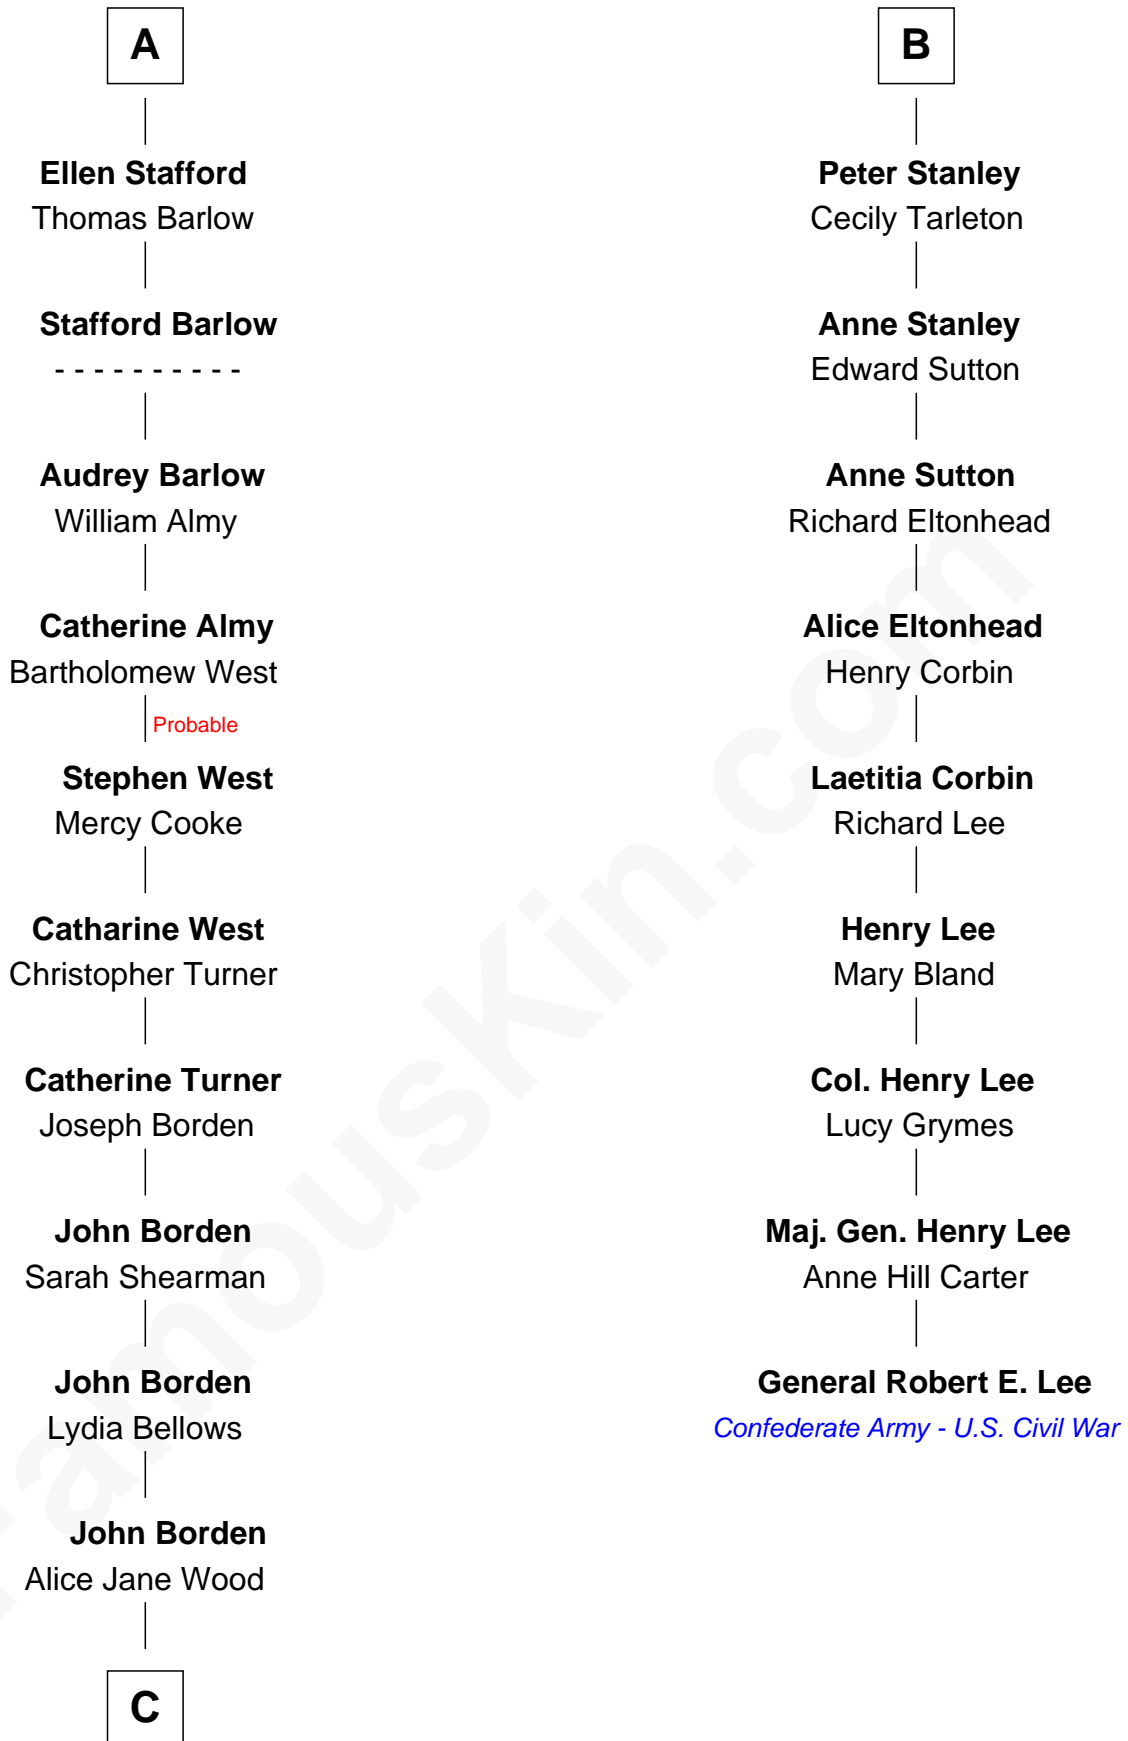 A
Ellen Stafford
Thomas Barlow
Stafford Barlow
- - - - - - - - - -
Audrey Barlow
William Almy
Catherine Almy
Bartholomew West
Probable
Stephen West
Mercy Cooke
Catharine West
Christopher Turner
Catherine Turner
Joseph Borden
John Borden
Sarah Shearman
John Borden
Lydia Bellows
John Borden
Alice Jane Wood
C
B
Peter Stanley
Cecily Tarleton
Anne Stanley
Edward Sutton
Anne Sutton
Richard Eltonhead
Alice Eltonhead
Henry Corbin
Laetitia Corbin
Richard Lee
Henry Lee
Mary Bland
Col. Henry Lee
Lucy Grymes
Maj. Gen. Henry Lee
Anne Hill Carter
General Robert E. Lee
Confederate Army - U.S. Civil War
FamousKin.com